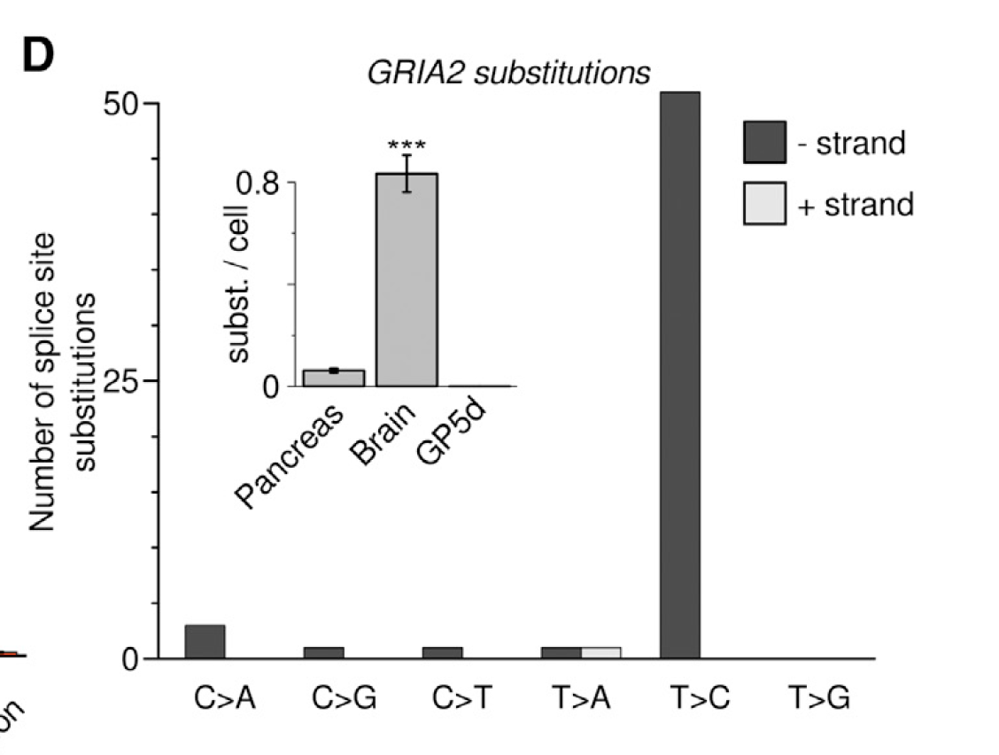 D
GRIA2 substitutions
50
25
0
Number of splice site
substitutions
- strand
+ strand
***
0.8
0
subst. / cell
Pancreas
Brain
GP5d
C>A
C>G
C>T
T>A
T>C
T>G
on